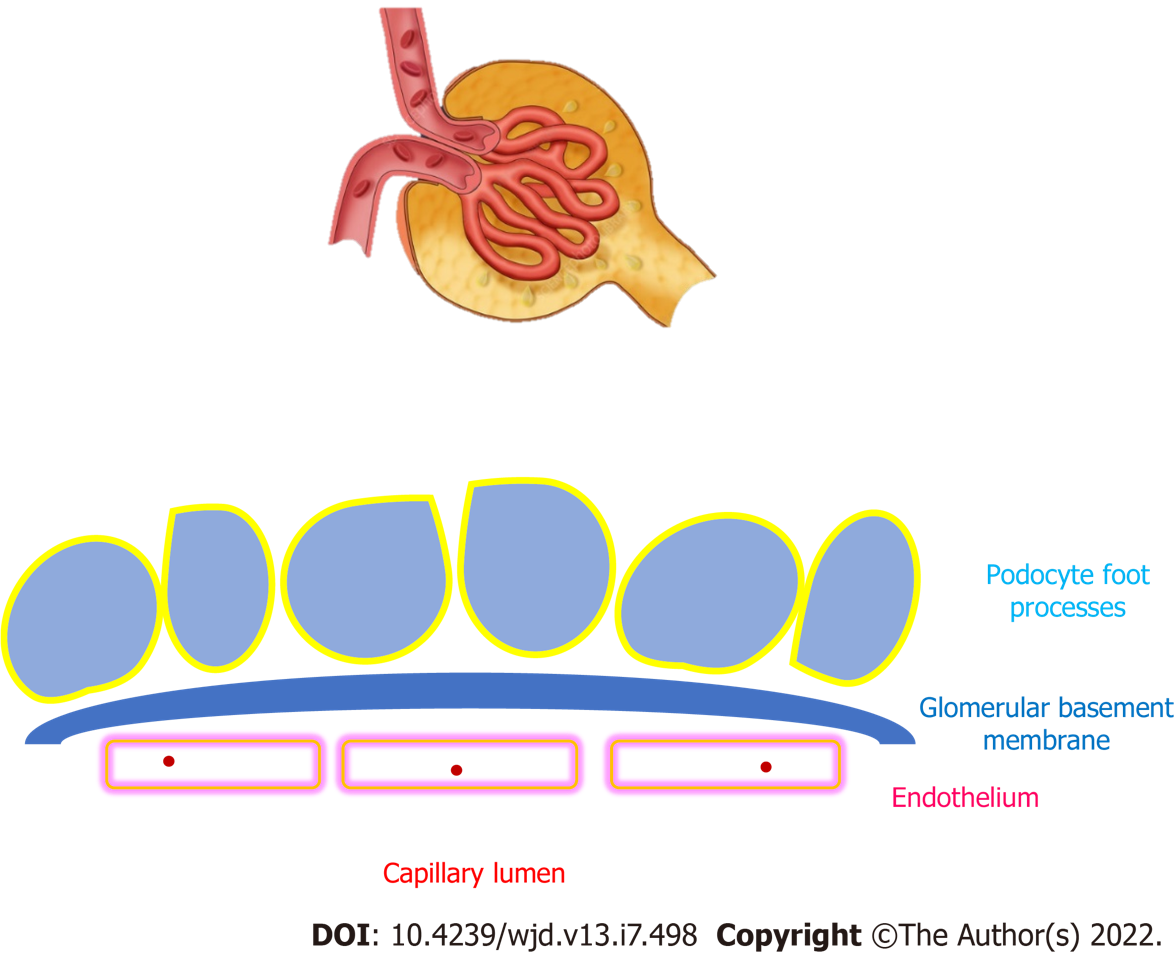 Podocyte foot
processes
Glomerular basement
membrane
Endothelium
Capillary lumen
DOI: 10.4239/wjd.v13.i7.498 Copyright ©The Author(s) 2022.